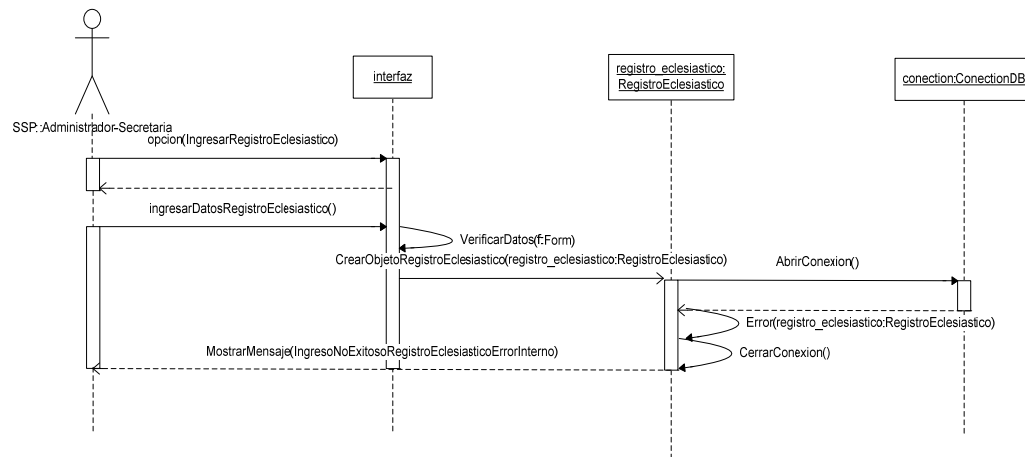 interfaz
registro_eclesiastico:
RegistroEclesiastico
conection:ConectionDB
SSP::Administrador-Secretaria
opcion(IngresarRegistroEclesiastico)
ingresarDatosRegistroEclesiastico()
VerificarDatos(f:Form)
CrearObjetoRegistroEclesiastico(registro_eclesiastico:RegistroEclesiastico)
AbrirConexion()
Error(registro_eclesiastico:RegistroEclesiastico)
MostrarMensaje(IngresoNoExitosoRegistroEclesiasticoErrorInterno)
CerrarConexion()